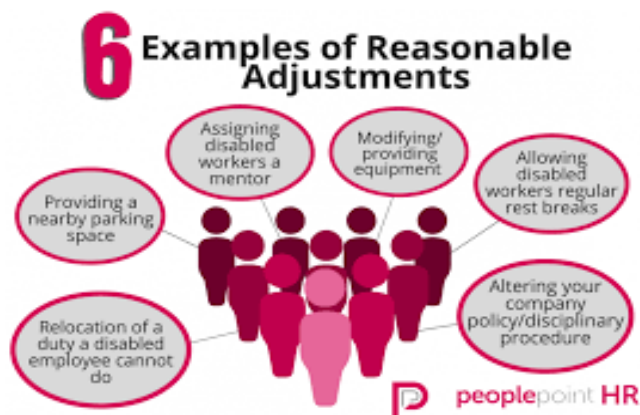 6 Examples of Reasonable
Adjustments
Assigning
disabled
workers a
mentor
Modifying/
providing
equipment
Allowing
disabled
workers regular
rest breaks
Providing a
nearby parking
space
Relocation of a
duty a disabled
employee cannot
do
Altering your
company
policy/disciplinary
procedure
peoplepoint HR